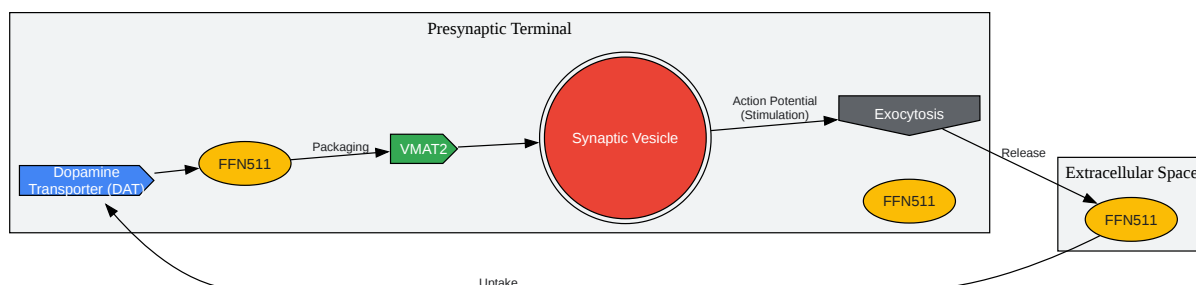 Presynaptic Terminal
Dopamine
Transporter (DAT)
FFN511
Packaging
VMAT2
Synaptic Vesicle
Action Potential
(Stimulation)
Exocytosis
FFN511
Release
Extracellular Space
FFN511
Uptake